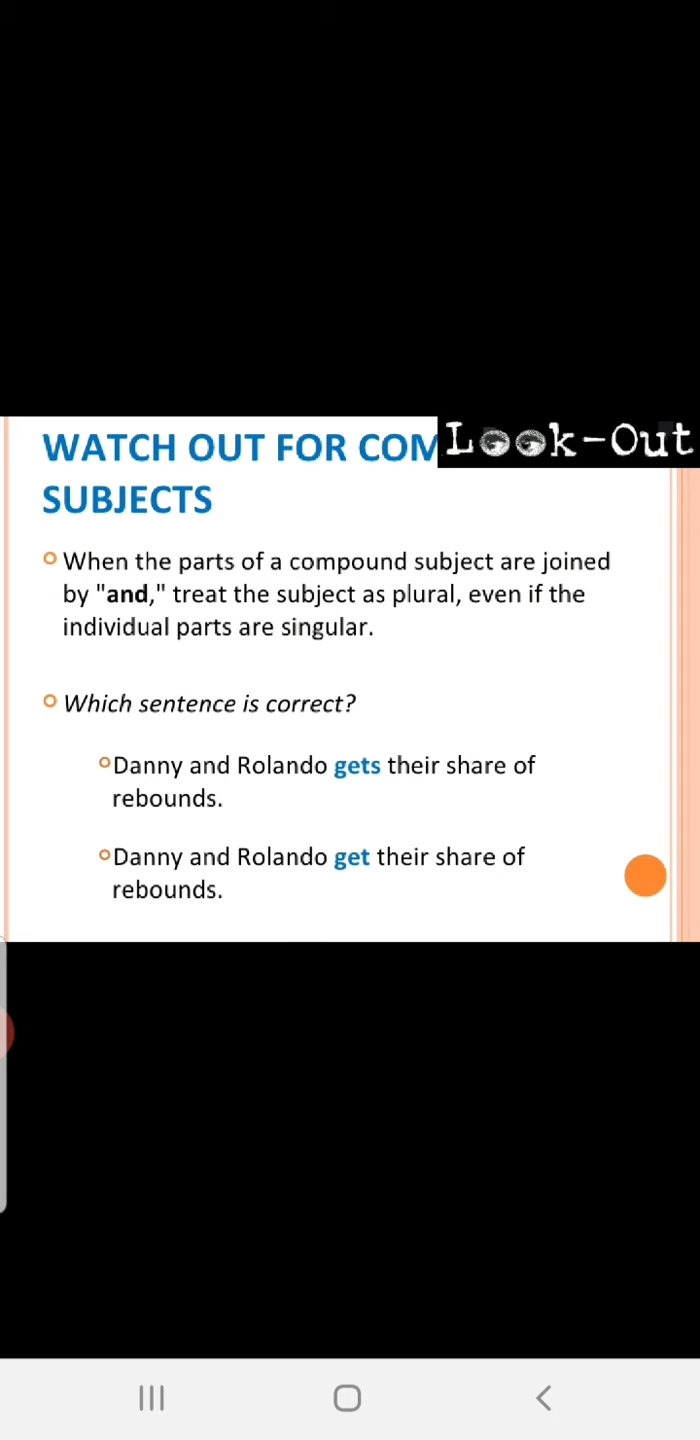 WATCH OUT FOR COM
Look-Out
SUBJECTS
When the parts of a compound subject are joined
by "and," treat the subject as plural, even if the
individual parts are singular.
Which sentence is correct?
Danny and Rolando gets their share of
rebounds.
Danny and Rolando get their share of
rebounds.